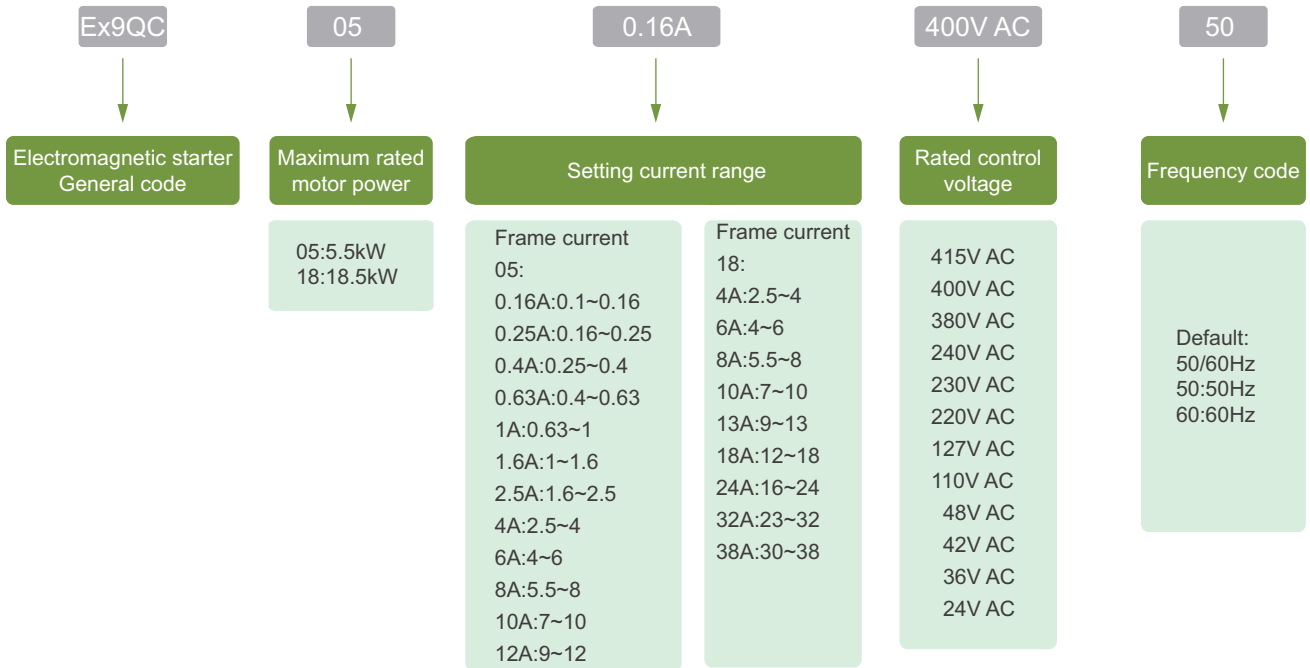 Ex9QC
05
0.16A
400V AC
50
Electromagnetic starter
General code
Maximum rated
motor power
Setting current range
Rated control
voltage
Frequency code
05:5.5kW
18:18.5kW
Frame current
05:
0.16A:0.1~0.16
0.25A:0.16~0.25
0.4A:0.25~0.4
0.63A:0.4~0.63
1A:0.63~1
1.6A:1~1.6
2.5A:1.6~2.5
4A:2.5~4
6A:4~6
8A:5.5~8
10A:7~10
12A:9~12
Frame current
18:
4A:2.5~4
6A:4~6
8A:5.5~8
10A:7~10
13A:9~13
18A:12~18
24A:16~24
32A:23~32
38A:30~38
415V AC
400V AC
380V AC
240V AC
230V AC
220V AC
127V AC
110V AC
48V AC
42V AC
36V AC
24V AC
Default:
50/60Hz
50:50Hz
60:60Hz